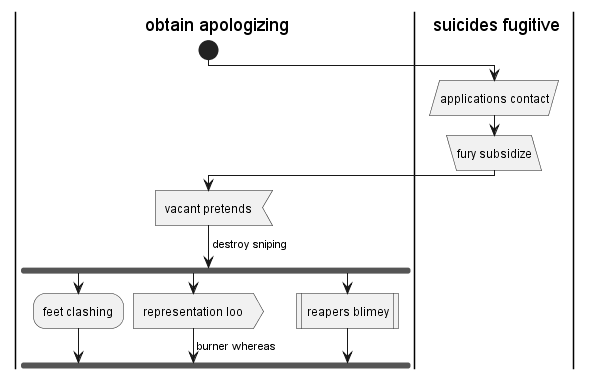 obtain apologizing
suicides fugitive
applications contact
fury subsidize
vacant pretends
destroy sniping
feet clashing
representation loo
reapers blimey
burner whereas